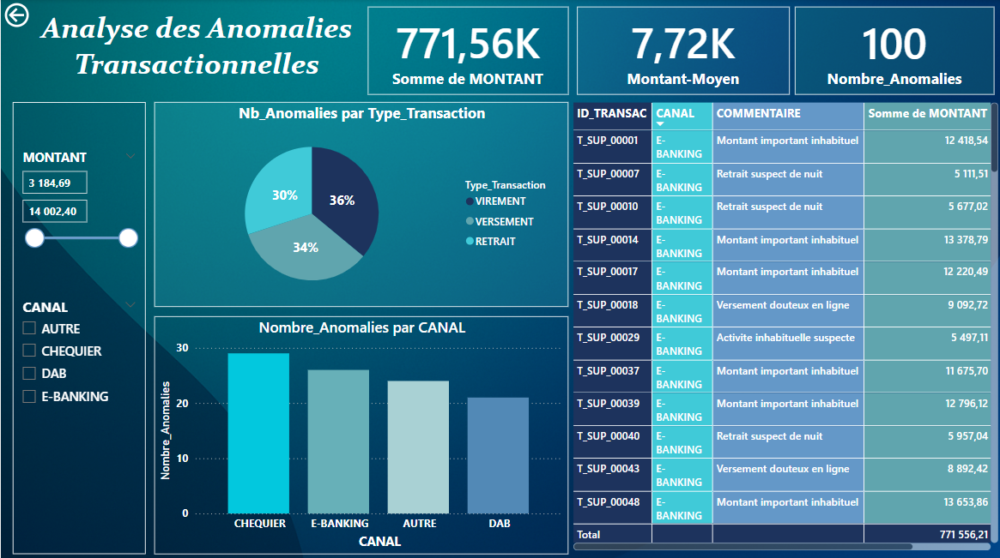 Analyse des Anomalies
Transactionnelles
771,56K
Somme de MONTANT
7,72K
Montant-Moyen
100
Nombre_Anomalies
MONTANT
3 184,69
14 002,40
CANAL
AUTRE
CHEQUIER
DAB
E-BANKING
Nb_Anomalies par Type_Transaction
30%
36%
34%
Type_Transaction
VIREMENT
VERSEMENT
RETRAIT
Nombre_Anomalies par CANAL
Nombre_Anomalies
30
20
10
0
CHEQUIER E-BANKING AUTRE DAB
CANAL
ID_TRANSAC CANAL COMMENTAIRE Somme de MONTANT
T_SUP_00001 E-BANKING Montant important inhabituel 12 418,54
T_SUP_00007 E-BANKING Retrait suspect de nuit 5 111,51
T_SUP_00010 E-BANKING Retrait suspect de nuit 5 677,02
T_SUP_00014 E-BANKING Montant important inhabituel 13 378,79
T_SUP_00017 E-BANKING Montant important inhabituel 12 220,49
T_SUP_00018 E-BANKING Versement douteux en ligne 9 092,72
T_SUP_00029 E-BANKING Activite inhabituelle suspecte 5 497,11
T_SUP_00037 E-BANKING Montant important inhabituel 11 675,70
T_SUP_00039 E-BANKING Montant important inhabituel 12 796,12
T_SUP_00040 E-BANKING Retrait suspect de nuit 5 957,04
T_SUP_00043 E-BANKING Versement douteux en ligne 8 892,42
T_SUP_00048 E-BANKING Montant important inhabituel 13 653,86
Total 771 556,21